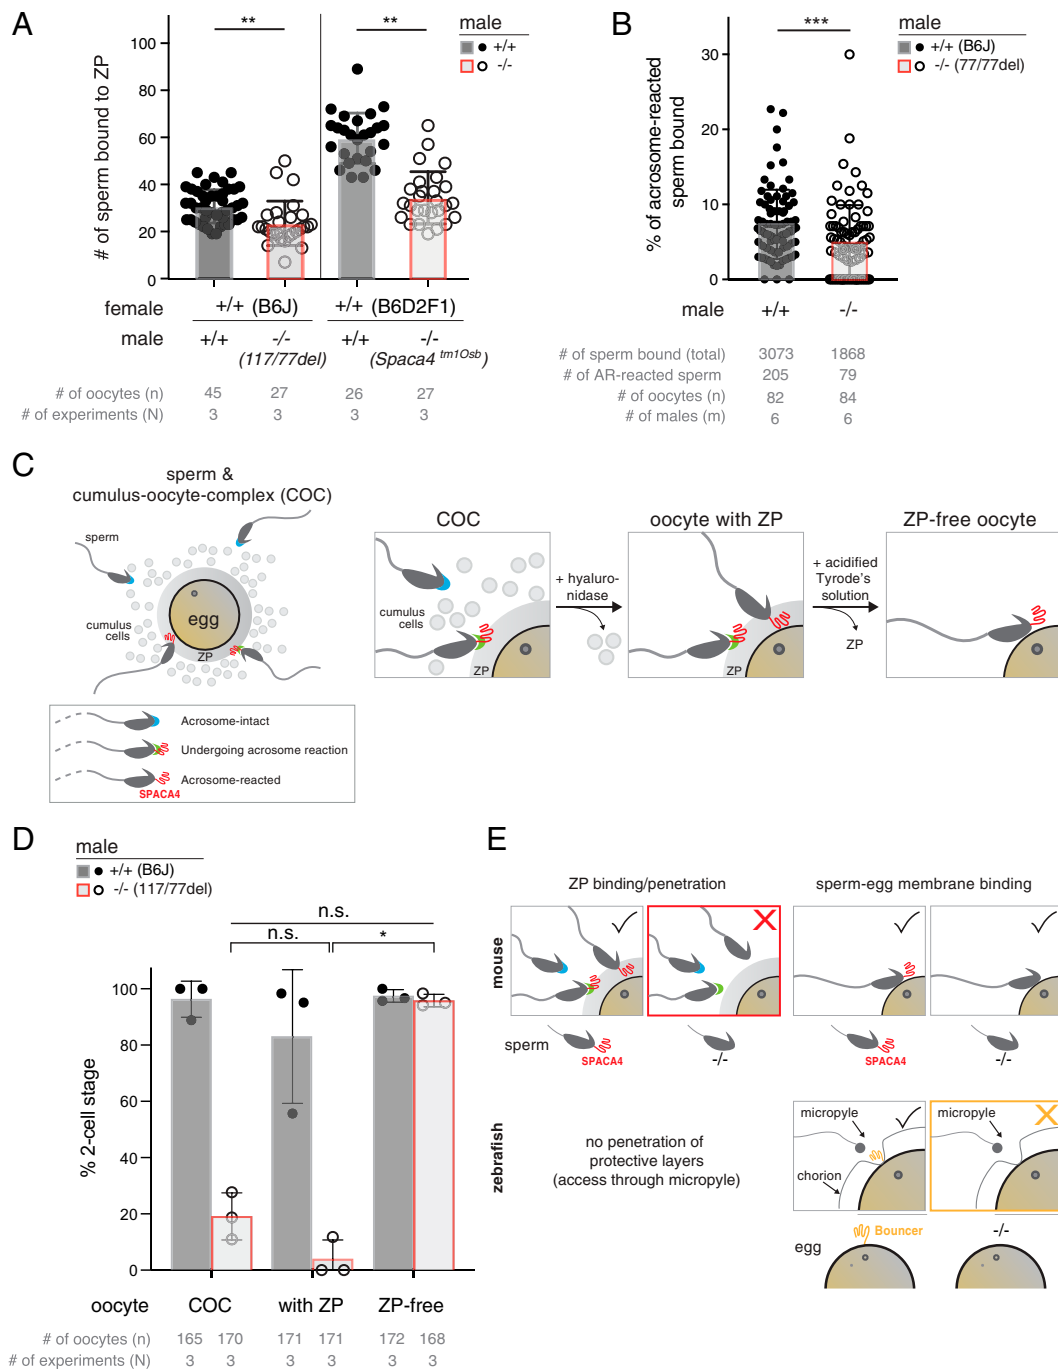 A
male
+/+
-/-
# of sperm bound to ZP
100
80
60
40
20
0
**
**
female +/+ (B6J) +/+ (B6D2F1)
male +/+ -/- +/+ -/-
(117/77del) (Spaca4 tm1Osb)
# of oocytes (n) 45 27 26 27
# of experiments (N) 3 3 3 3
B
male
+/+ (B6J)
-/- (77/77del)
% of acrosome-reacted
sperm bound
30
20
10
0
***
male +/+ -/-
# of sperm bound (total) 3073 1868
# of AR-reacted sperm 205 79
# of oocytes (n) 82 84
# of males (m) 6 6
C
sperm &
cumulus-oocyte-complex (COC)
sperm
cumulus
cells
egg
ZP
Acrosome-intact
Undergoing acrosome reaction
Acrosome-reacted
SPACA4
COC
cumulus
cells
ZP
+ hyaluro-
nidase
oocyte with ZP
ZP
+ acidified
Tyrode's
solution
ZP
ZP-free oocyte
D
male
+/+ (B6J)
-/- (117/77del)
n.s.
n.s.
*
% 2-cell stage
100
80
60
40
20
0
oocyte COC with ZP ZP-free
# of oocytes (n) 165 170 171 171 172 168
# of experiments (N) 3 3 3 3 3 3
E
ZP binding/penetration
sperm-egg membrane binding
mouse
sperm
SPACA4
-/-
SPACA4
-/-
zebrafish
no penetration of
protective layers
(access through micropyle)
micropyle
chorion
micropyle
egg
Bouncer
-/-